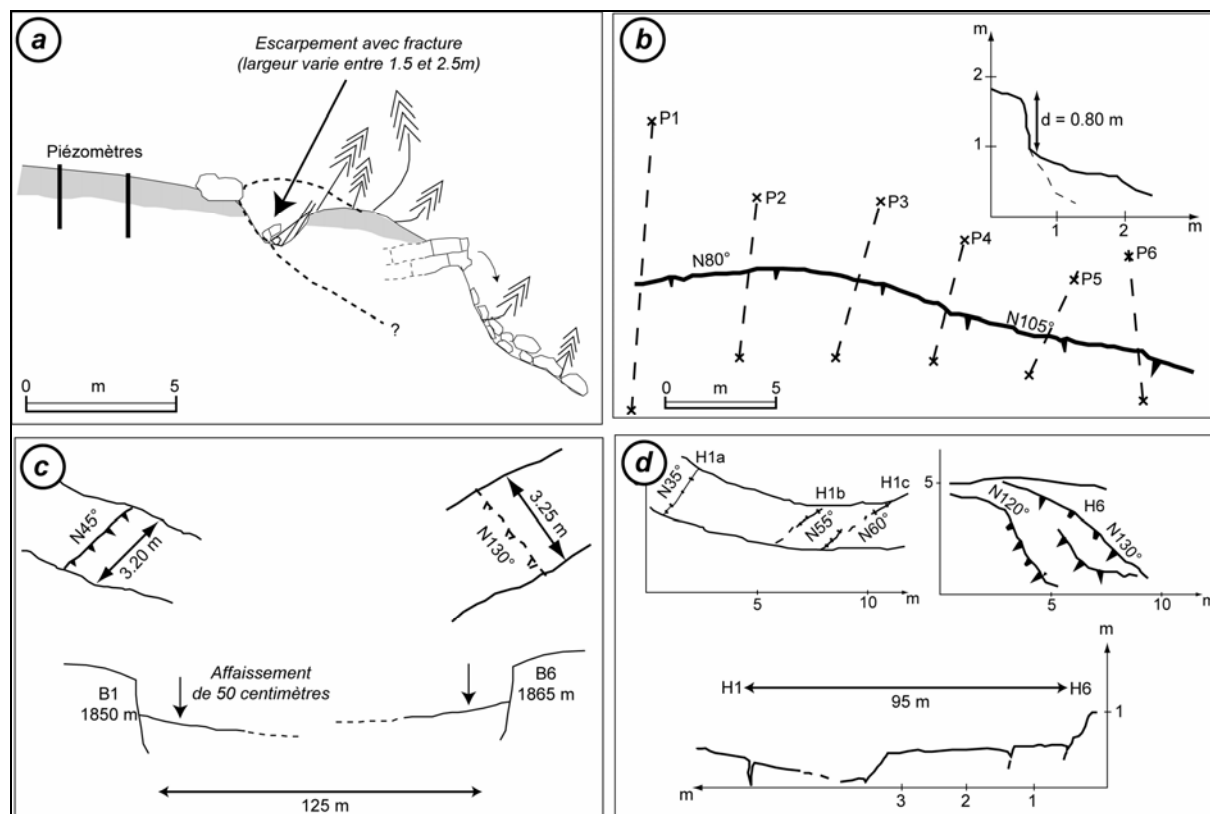 a
Escarpement avec fracture
(largeur varie entre 1.5 et 2.5m)
Piézomètres
?
0 m 5
b
m
2
1
d = 0.80 m
1 2
m
P1
P2
P3
P4
P5
P6
N80°
N105°
0 m 5
c
N45°
3.20 m
3.25 m
N130°
Affaissement
de 50 centimètres
B1
1850 m
B6
1865 m
125 m
d
H1a
N35°
H1b
N55°
H1c
N60°
5 10 m
5
N120°
H6
N130°
5 10 m
m
H1 H6
95 m
1
m 3 2 1